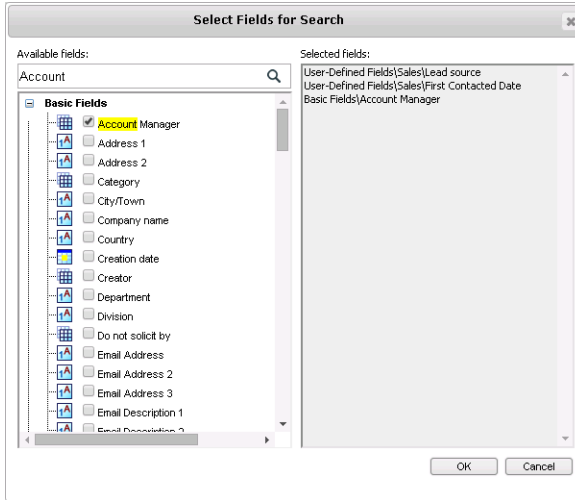 Select Fields for Search
Available fields:
Account
Basic Fields
Account Manager
Address 1
Address 2
Category
City/Town
Company name
Country
Creation date
Creator
Department
Division
Do not solicit by
Email Address
Email Address 2
Email Address 3
Email Description 1
Email Description 2
Selected fields:
User-Defined Fields\Sales\Lead source
User-Defined Fields\Sales\First Contacted Date
Basic Fields\Account Manager
OK
Cancel